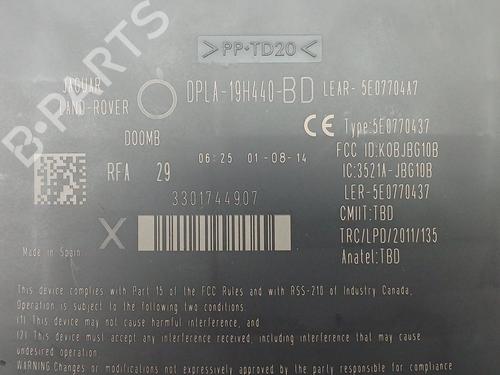 >PP-TD20<
JAGUAR
LAND-ROVER
DPLA-19H440-BD LEAR- 5E07704A7
D00MB
CE Type:5E0770437
FCC ID:KOBJBG10B
IC:3521A-JBG10B
LER-5E0770437
CMIIT:TBD
TRC/LPD/2011/135
Anatel:TBD
RFA 29 06:25 01-08-14
3301744907
X
Made in Spain
This device complies with Part 15 of the FCC Rules and with RSS-210 of Industry Canada.
Operation is subject to the following two conditions:
(1) This device may not cause harmful interference, and
(2) This device must accept any interference received, including interference that may cause
undesired operation
WARNING:Changes or modifications not expressively approved by the party responsible for compliance
B-PARTS
B-PARTS
B-PARTS